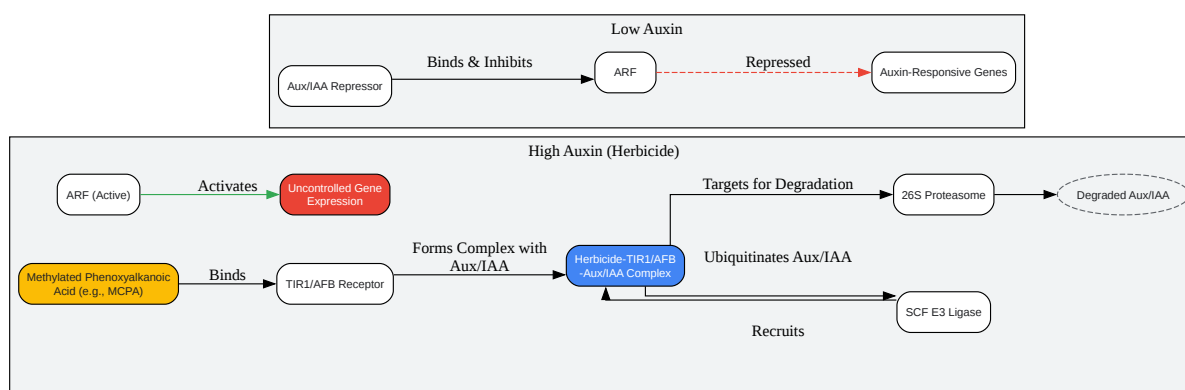 Low Auxin
Aux/IAA Repressor
Binds & Inhibits
ARF
Repressed
Auxin-Responsive Genes
High Auxin (Herbicide)
ARF (Active)
Activates
Uncontrolled Gene
Expression
Targets for Degradation
26S Proteasome
Degraded Aux/IAA
Methylated Phenoxyalkanoic
Acid (e.g., MCPA)
Binds
TIR1/AFB Receptor
Forms Complex with
Aux/IAA
Herbicide-TIR1/AFB
-Aux/IAA Complex
Ubiquitinates Aux/IAA
SCF E3 Ligase
Recruits